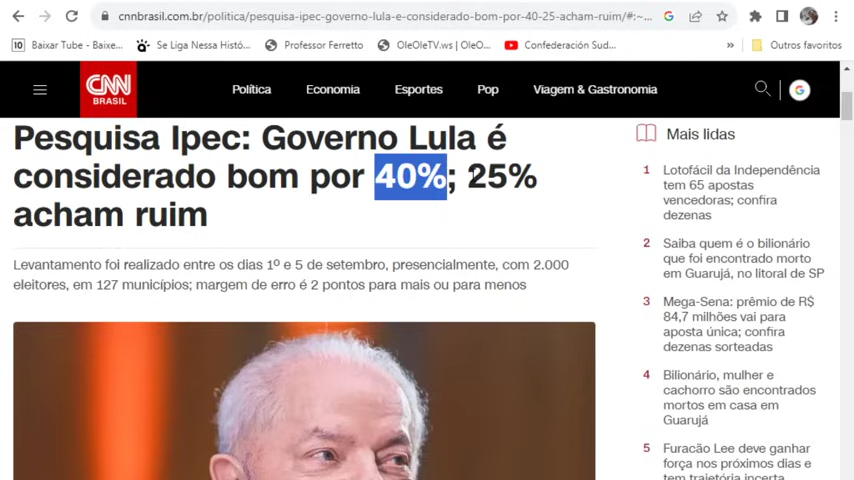 cnnbrasil.com.br/politica/pesquisa-ipec-governo-lula-e-considerado-bom-por-40-25-acham-ruim/#:~...
Baixar Tube - Baixe...
Se Liga Nessa Histó...
Professor Ferretto
OleOleTV.ws | OleO...
Confederación Sud...
»
Outros favoritos
CNN
BRASIL
Política
Economia
Esportes
Pop
Viagem & Gastronomia
Pesquisa Ipec: Governo Lula é
considerado bom por 40%; 25%
acham ruim
Levantamento foi realizado entre os dias 1º e 5 de setembro, presencialmente, com 2.000
eleitores, em 127 municípios; margem de erro é 2 pontos para mais ou para menos
Mais lidas
1 Lotofácil da Independência
tem 65 apostas
vencedoras; confira
dezenas
2 Saiba quem é o bilionário
que foi encontrado morto
em Guarujá, no litoral de SP
3 Mega-Sena: prêmio de R$
84,7 milhões vai para
aposta única; confira
dezenas sorteadas
4 Bilionário, mulher e
cachorro são encontrados
mortos em casa em
Guarujá
5 Furacão Lee deve ganhar
força nos próximos dias e
tem trajetória incerta